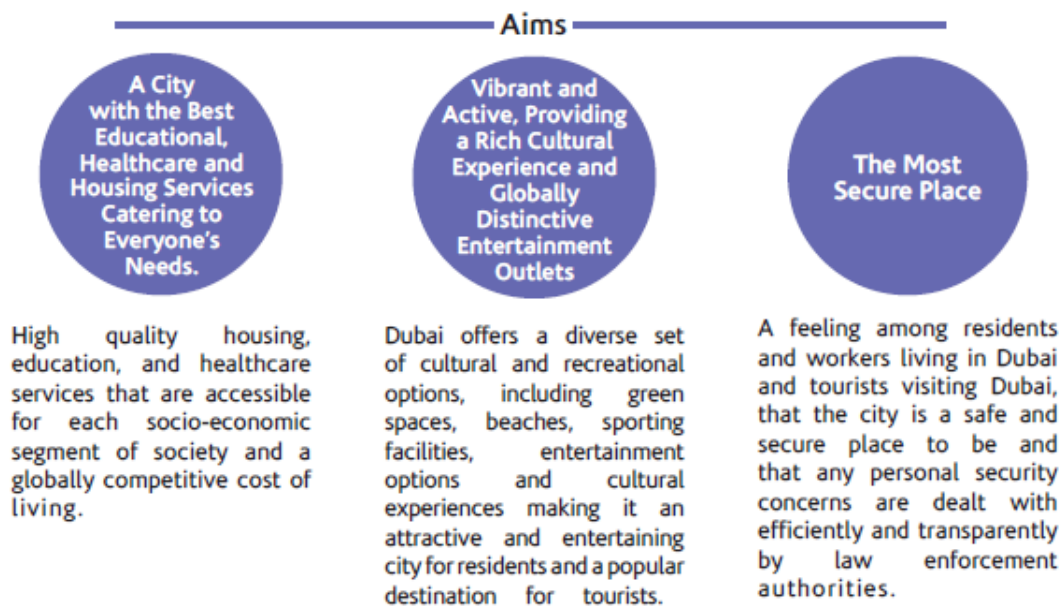 Aims
A City
with the Best
Educational,
Healthcare and
Housing Services
Catering to
Everyone's
Needs.
High quality housing,
education, and healthcare
services that are accessible
for each socio-economic
segment of society and a
globally competitive cost of
living.
Vibrant and
Active, Providing
a Rich Cultural
Experience and
Globally
Distinctive
Entertainment
Outlets
Dubai offers a diverse set
of cultural and recreational
options, including green
spaces, beaches, sporting
facilities, entertainment
options and cultural
experiences making it an
attractive and entertaining
city for residents and a popular
destination for tourists.
The Most
Secure Place
A feeling among residents
and workers living in Dubai
and tourists visiting Dubai,
that the city is a safe and
secure place to be and
that any personal security
concerns are dealt with
efficiently and transparently
by law enforcement
authorities.